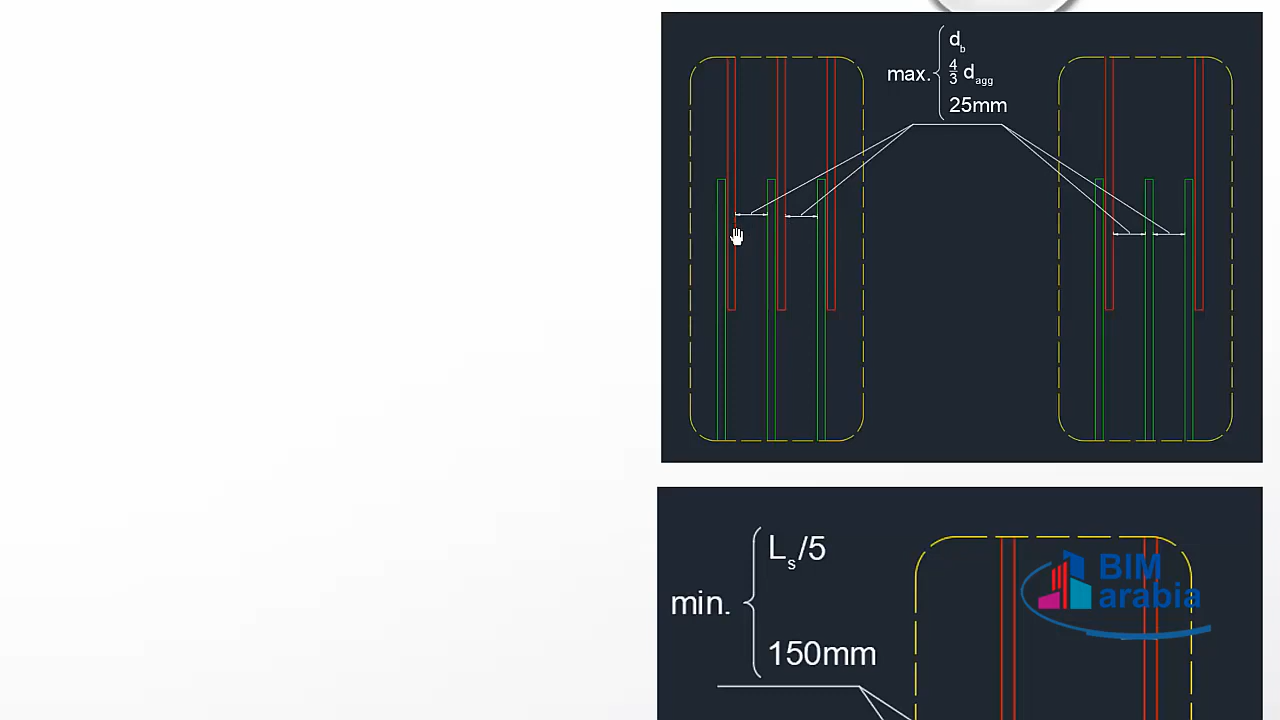 d_b
max.
4/3 d_agg
25mm
L_s/5
min.
150mm
BIM
arabia